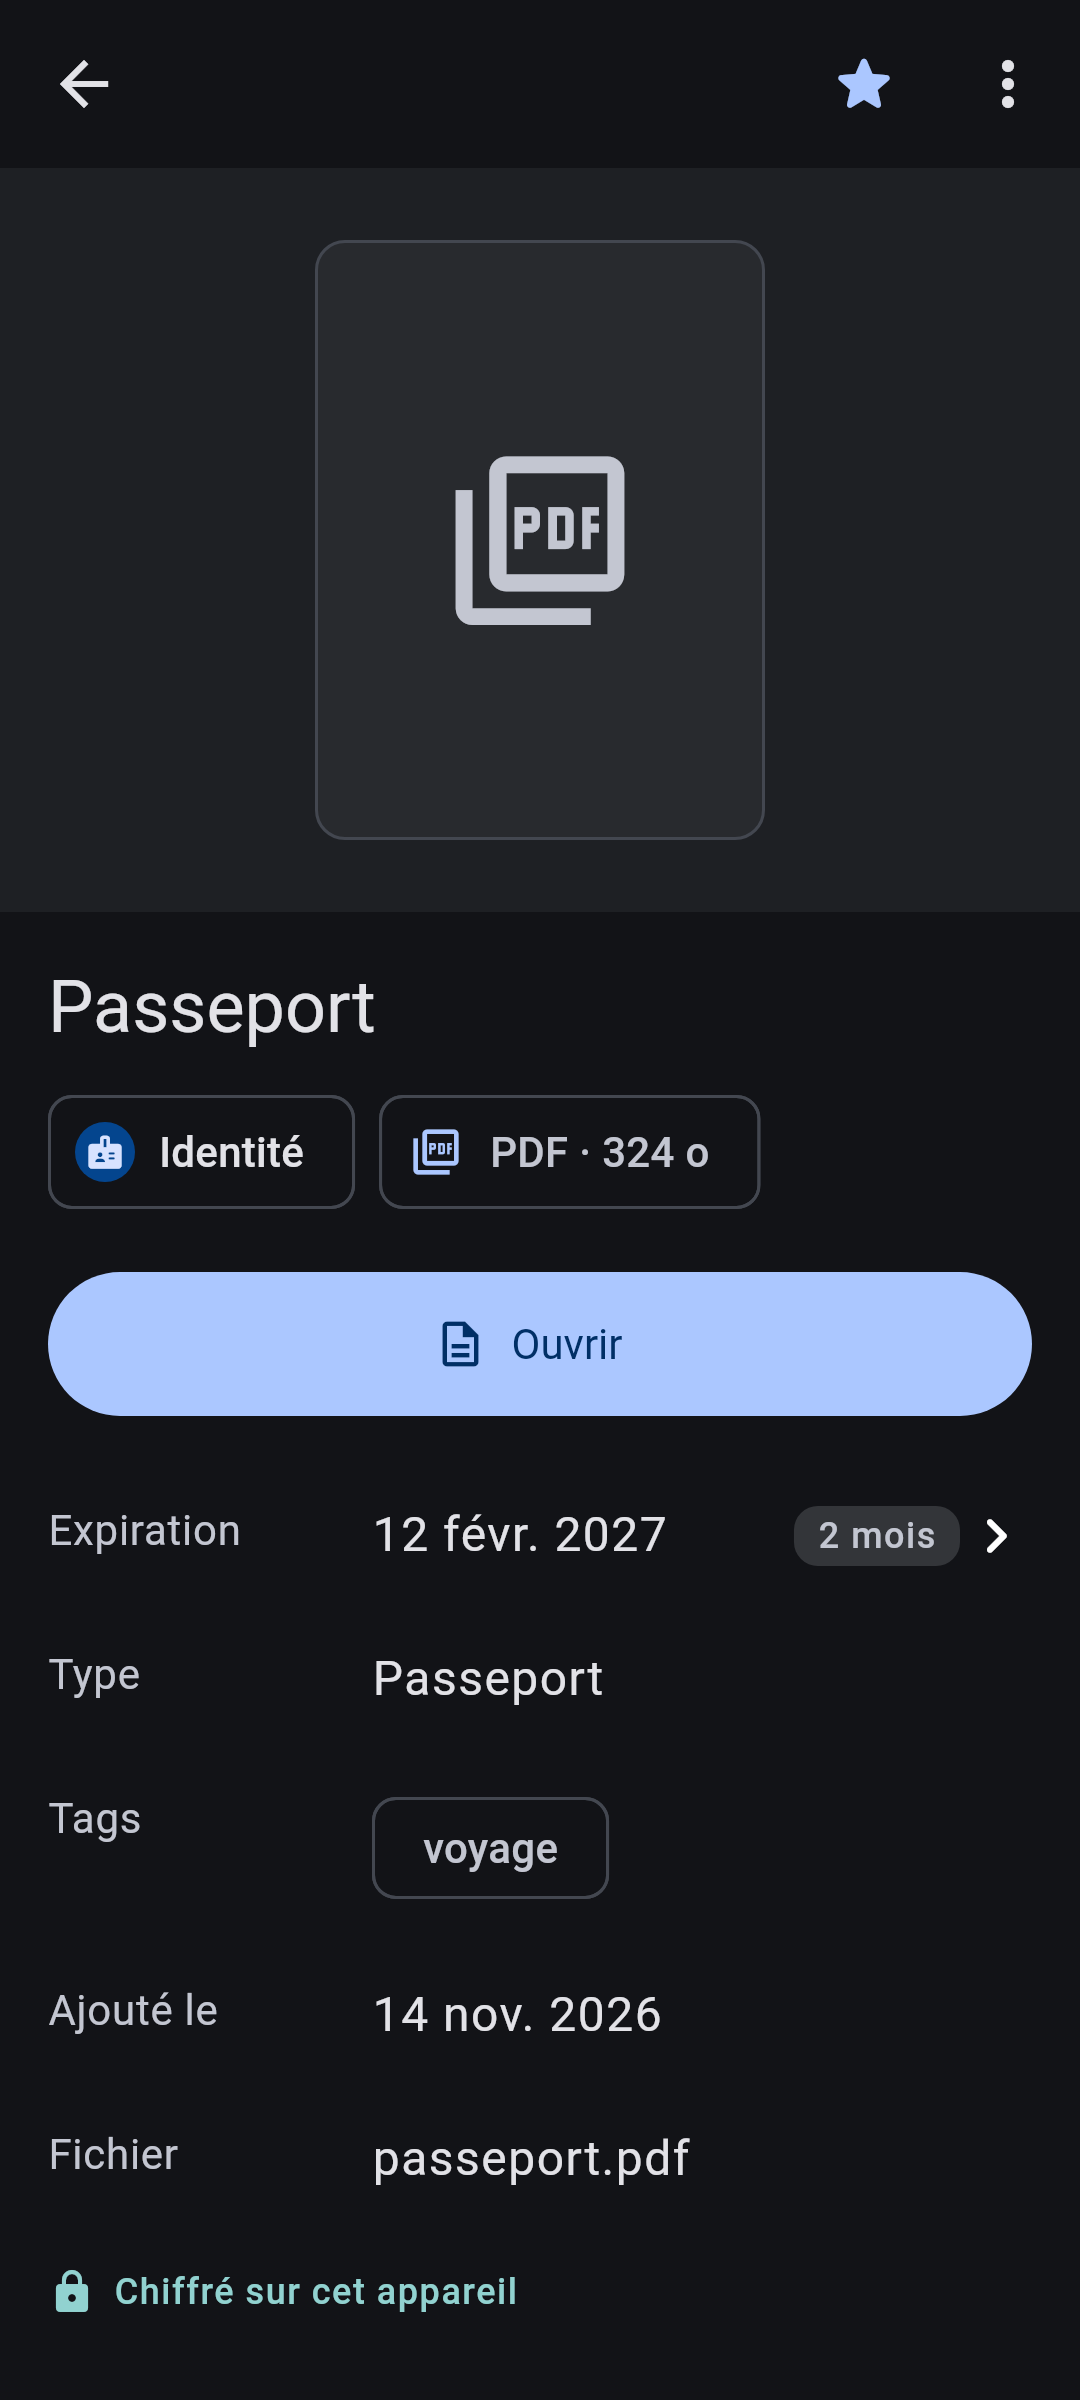 PDF
Passeport
Identité
PDF PDF · 324 o
Ouvrir
Expiration 12 févr. 2027 2 mois
Type Passeport
Tags voyage
Ajouté le 14 nov. 2026
Fichier passeport.pdf
Chiffré sur cet appareil